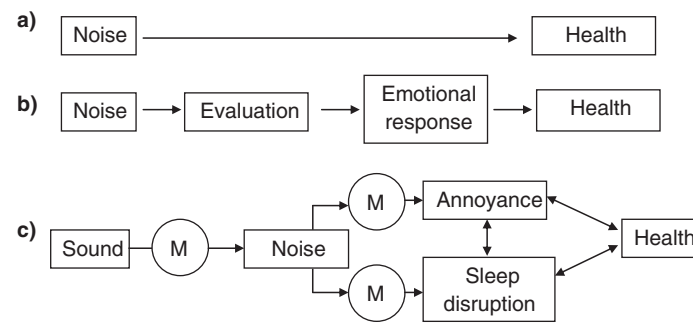 a) Noise Health
b) Noise Evaluation Emotional response Health
c) Sound M Noise M Annoyance Health
M Sleep disruption